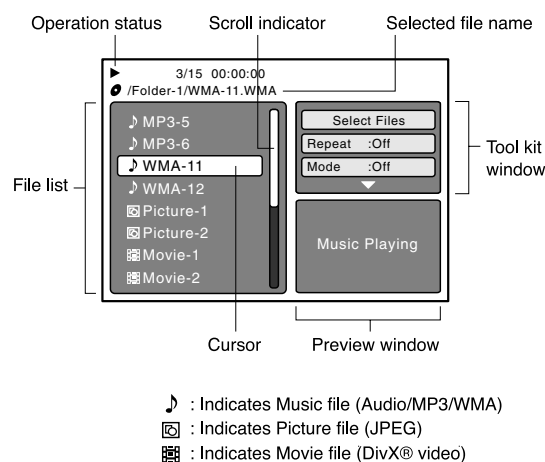 Operation status
Scroll indicator
Selected file name
3/15 00:00:00
/Folder-1/WMA-11.WMA
MP3-5
MP3-6
WMA-11
WMA-12
Picture-1
Picture-2
Movie-1
Movie-2
Select Files
Repeat :Off
Mode :Off
Music Playing
File list
Tool kit
window
Cursor
Preview window
: Indicates Music file (Audio/MP3/WMA)
: Indicates Picture file (JPEG)
: Indicates Movie file (DivX® video)